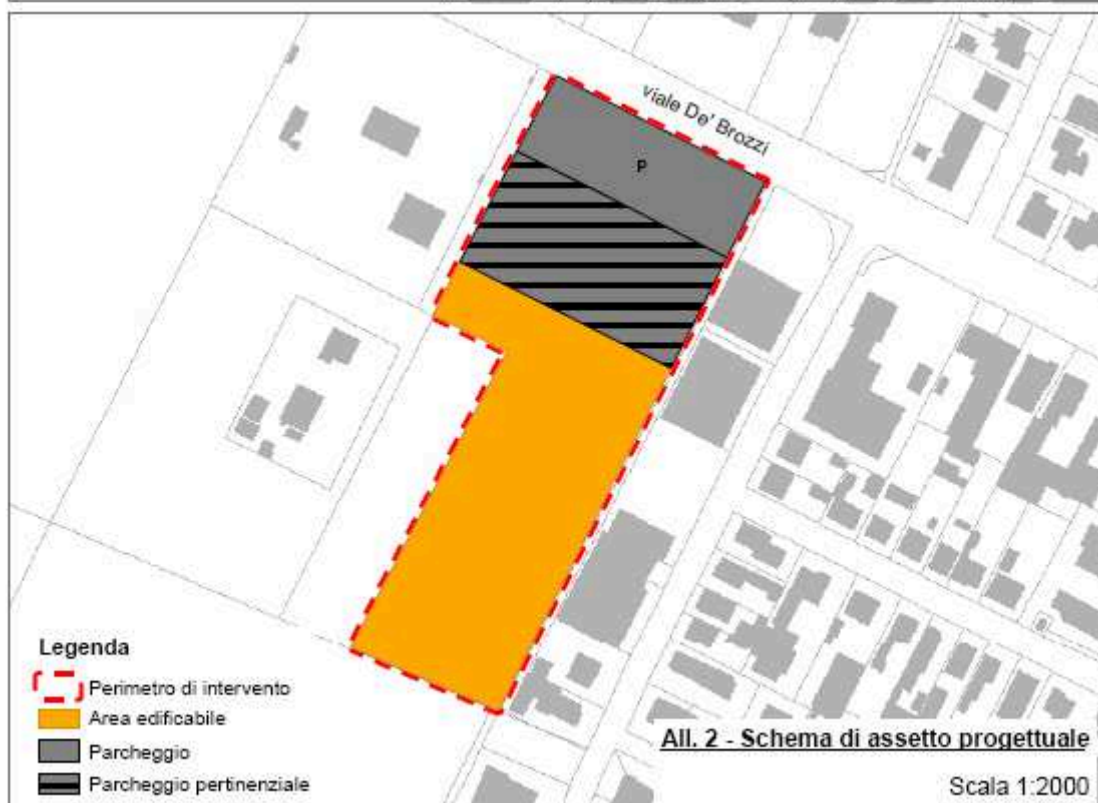 viale De' Brozzi
P
Legenda
Perimetro di intervento
Area edificabile
Parcheggio
Parcheggio pertinenziale
All. 2 - Schema di assetto progettuale
Scala 1:2000